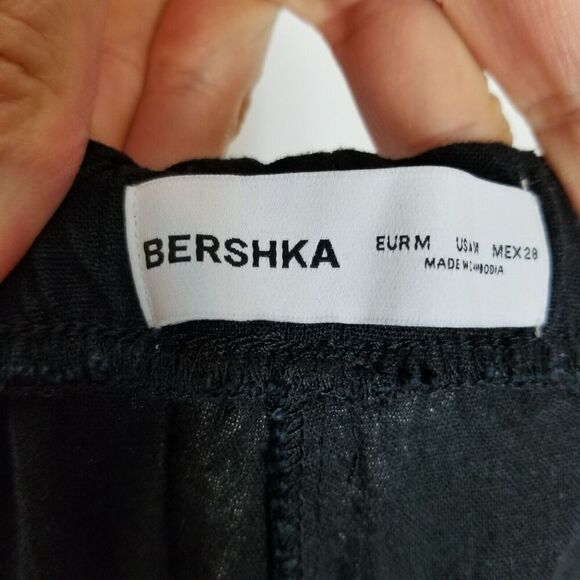 BERSHKA
EUR M USA M MEX 28
MADE IN CAMBODIA